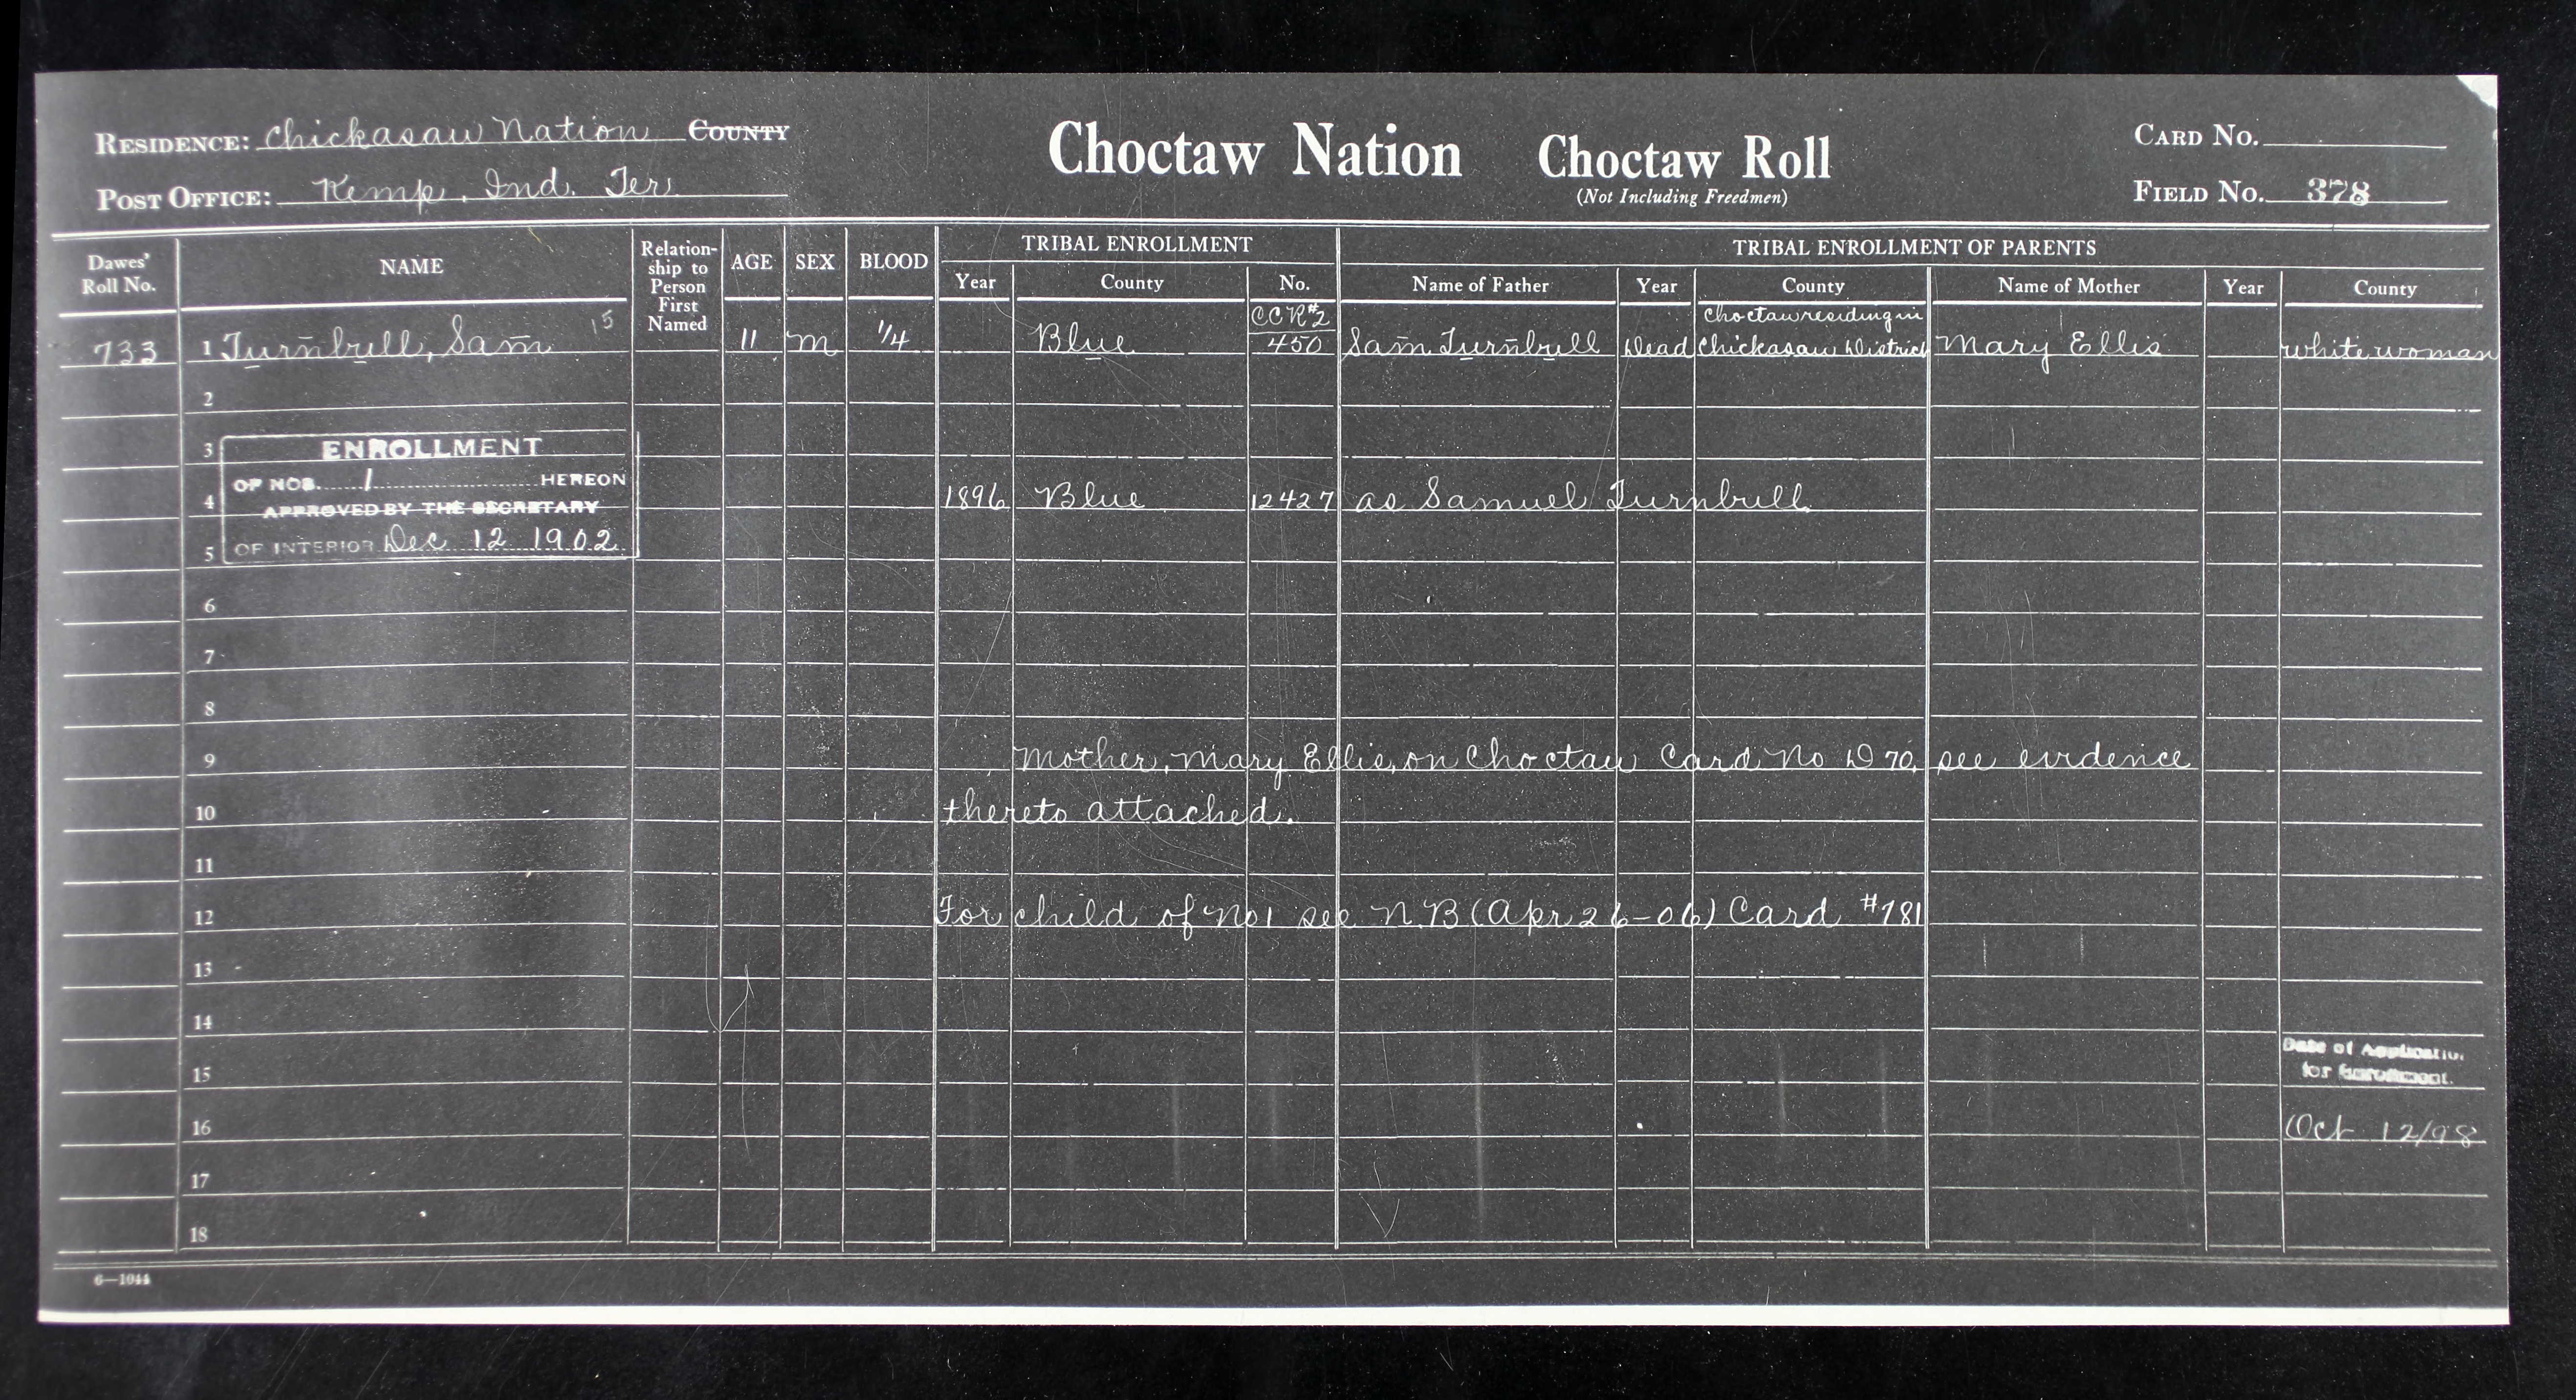 RESIDENCE: Chickasaw Nation COUNTY
POST OFFICE: Kemp, Ind. Ter.
Choctaw Nation Choctaw Roll
(Not Including Freedmen)
CARD NO.
FIELD NO. 378
Dawes' Roll No.
NAME
Relationship to Person First Named
AGE
SEX
BLOOD
TRIBAL ENROLLMENT
Year
County
No.
TRIBAL ENROLLMENT OF PARENTS
Name of Father
Year
County
Name of Mother
Year
County
733 1 Turnbull, Sam 15 11 M 1/4 Blue CCR#2 450 Sam Turnbull Dead Choctaw residing in Chickasaw District Mary Ellis white woman
2
3 ENROLLMENT
OF NOS. 1 HEREON
4 APPROVED BY THE SECRETARY
1896 Blue 12427 as Samuel Turnbull
5 OF INTERIOR Dec 12 1902
6
7
8
9 Mother, Mary Ellis, on Choctaw Card No D 70, see evidence
10 thereto attached.
11
12 For child of No1 see N.B (Apr 26-06) Card #181
13
14
15 Date of Application
for Enrollment.
16 Oct 12/98
17
18
6—1044